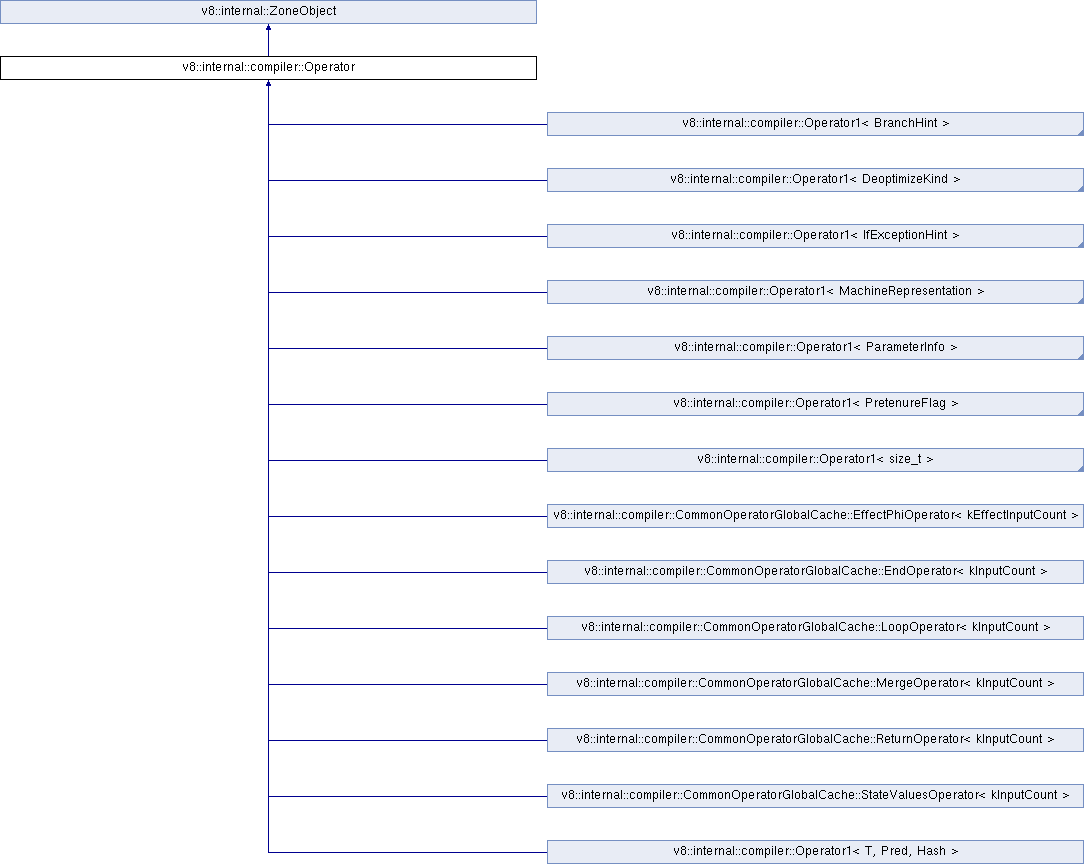 v8::internal::ZoneObject
v8::internal::compiler::Operator
v8::internal::compiler::Operator1< BranchHint >
v8::internal::compiler::Operator1< DeoptimizeKind >
v8::internal::compiler::Operator1< IfExceptionHint >
v8::internal::compiler::Operator1< MachineRepresentation >
v8::internal::compiler::Operator1< ParameterInfo >
v8::internal::compiler::Operator1< PretenureFlag >
v8::internal::compiler::Operator1< size_t >
v8::internal::compiler::CommonOperatorGlobalCache::EffectPhiOperator< kEffectInputCount >
v8::internal::compiler::CommonOperatorGlobalCache::EndOperator< kInputCount >
v8::internal::compiler::CommonOperatorGlobalCache::LoopOperator< kInputCount >
v8::internal::compiler::CommonOperatorGlobalCache::MergeOperator< kInputCount >
v8::internal::compiler::CommonOperatorGlobalCache::ReturnOperator< kInputCount >
v8::internal::compiler::CommonOperatorGlobalCache::StateValuesOperator< kInputCount >
v8::internal::compiler::Operator1< T, Pred, Hash >